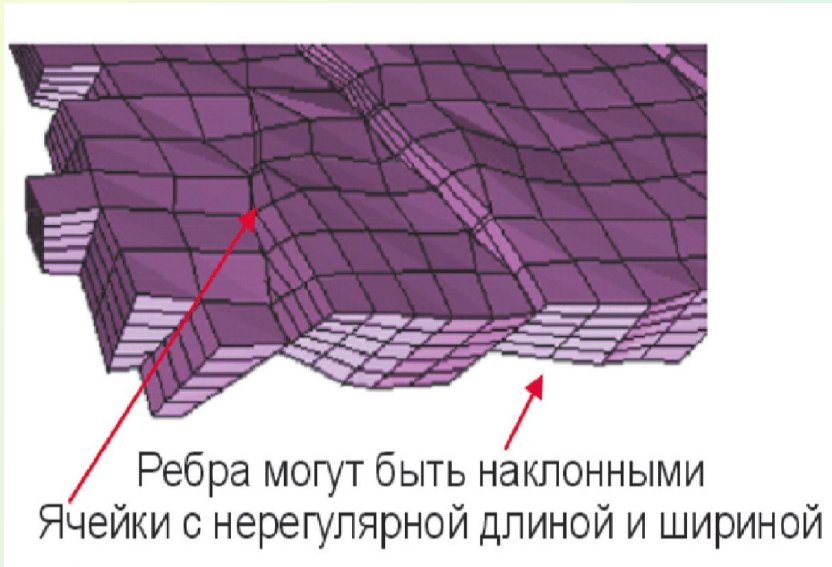 Ребра могут быть наклонными
Ячейки с нерегулярной длиной и шириной